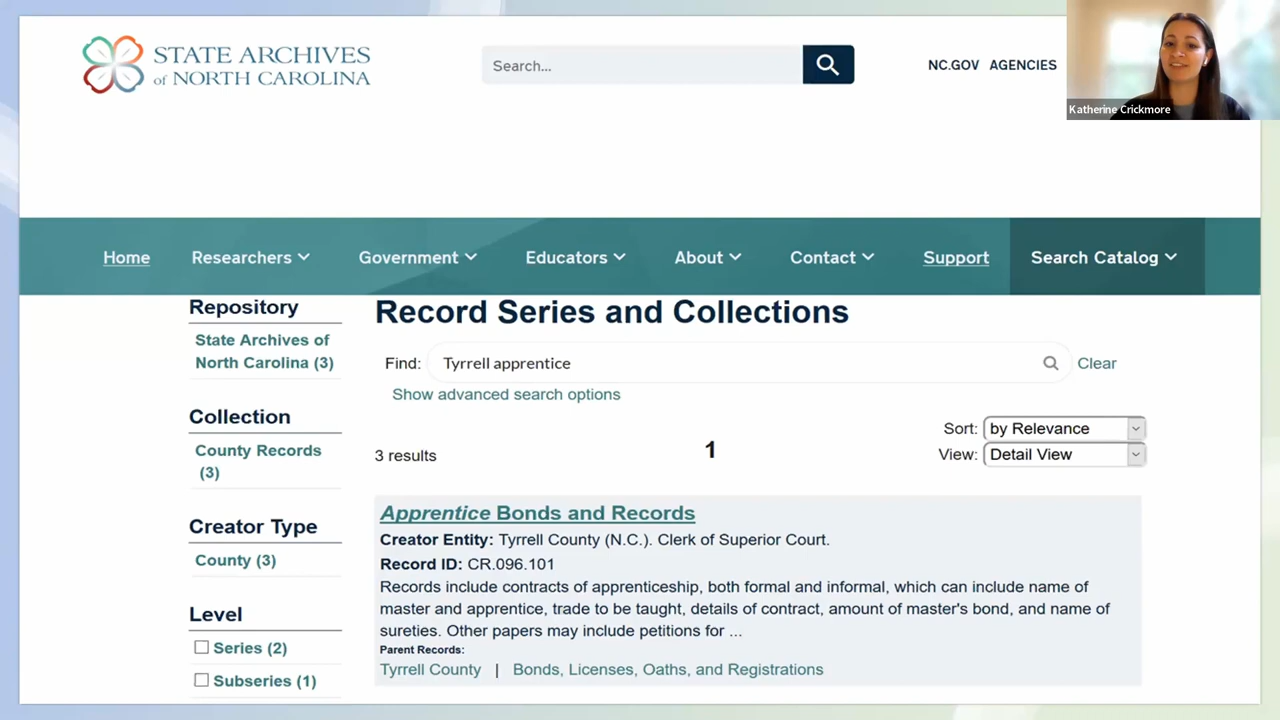 STATE ARCHIVES
of NORTH CAROLINA
Search...
NC.GOV AGENCIES
Katherine Crickmore
Home Researchers Government Educators About Contact Support Search Catalog
Repository
State Archives of
North Carolina (3)
Collection
County Records
(3)
Creator Type
County (3)
Level
Series (2)
Subseries (1)
Record Series and Collections
Find: Tyrrell apprentice Clear
Show advanced search options
Sort: by Relevance
3 results 1 View: Detail View
Apprentice Bonds and Records
Creator Entity: Tyrrell County (N.C.). Clerk of Superior Court.
Record ID: CR.096.101
Records include contracts of apprenticeship, both formal and informal, which can include name of
master and apprentice, trade to be taught, details of contract, amount of master's bond, and name of
sureties. Other papers may include petitions for ...
Parent Records:
Tyrrell County | Bonds, Licenses, Oaths, and Registrations